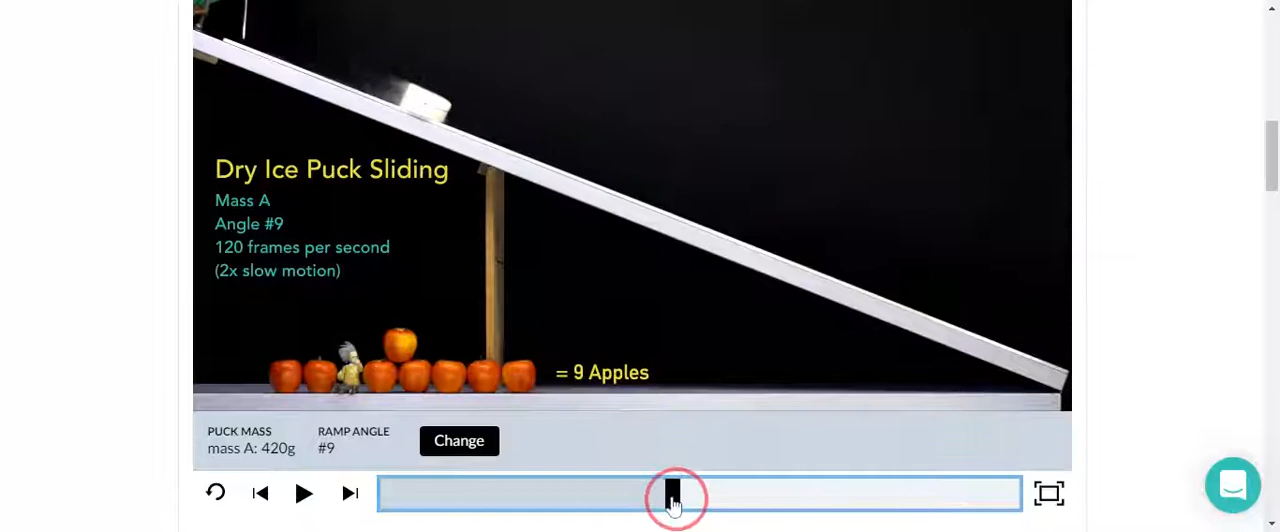 Dry Ice Puck Sliding
Mass A
Angle #9
120 frames per second
(2x slow motion)
= 9 Apples
PUCK MASS
mass A: 420g
RAMP ANGLE
#9
Change